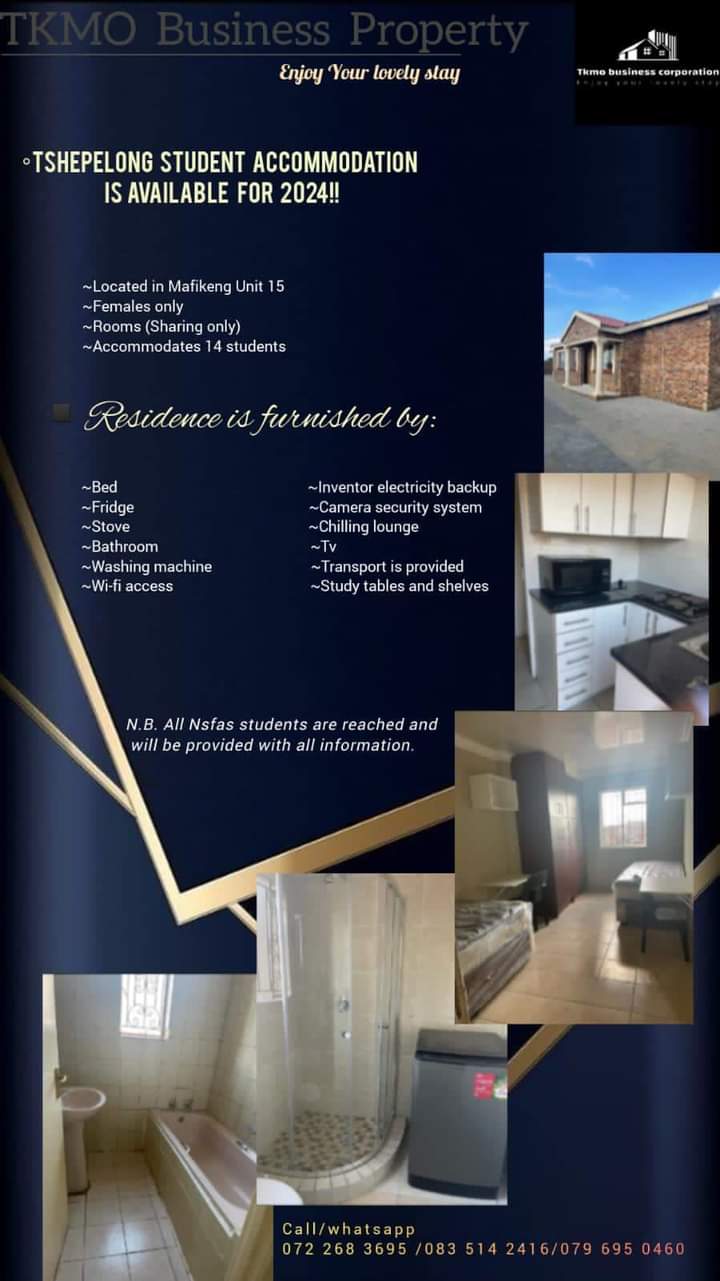 TKMO Business Property
Enjoy Your lovely stay
Tkmo business corporation
Enjoy your lovely stay
◦TSHEPELONG STUDENT ACCOMMODATION
IS AVAILABLE FOR 2024!!
~Located in Mafikeng Unit 15
~Females only
~Rooms (Sharing only)
~Accommodates 14 students
Residence is furnished by:
~Bed
~Fridge
~Stove
~Bathroom
~Washing machine
~Wi-fi access
~Inventor electricity backup
~Camera security system
~Chilling lounge
~Tv
~Transport is provided
~Study tables and shelves
N.B. All Nsfas students are reached and
will be provided with all information.
Call/whatsapp
072 268 3695 /083 514 2416/079 695 0460